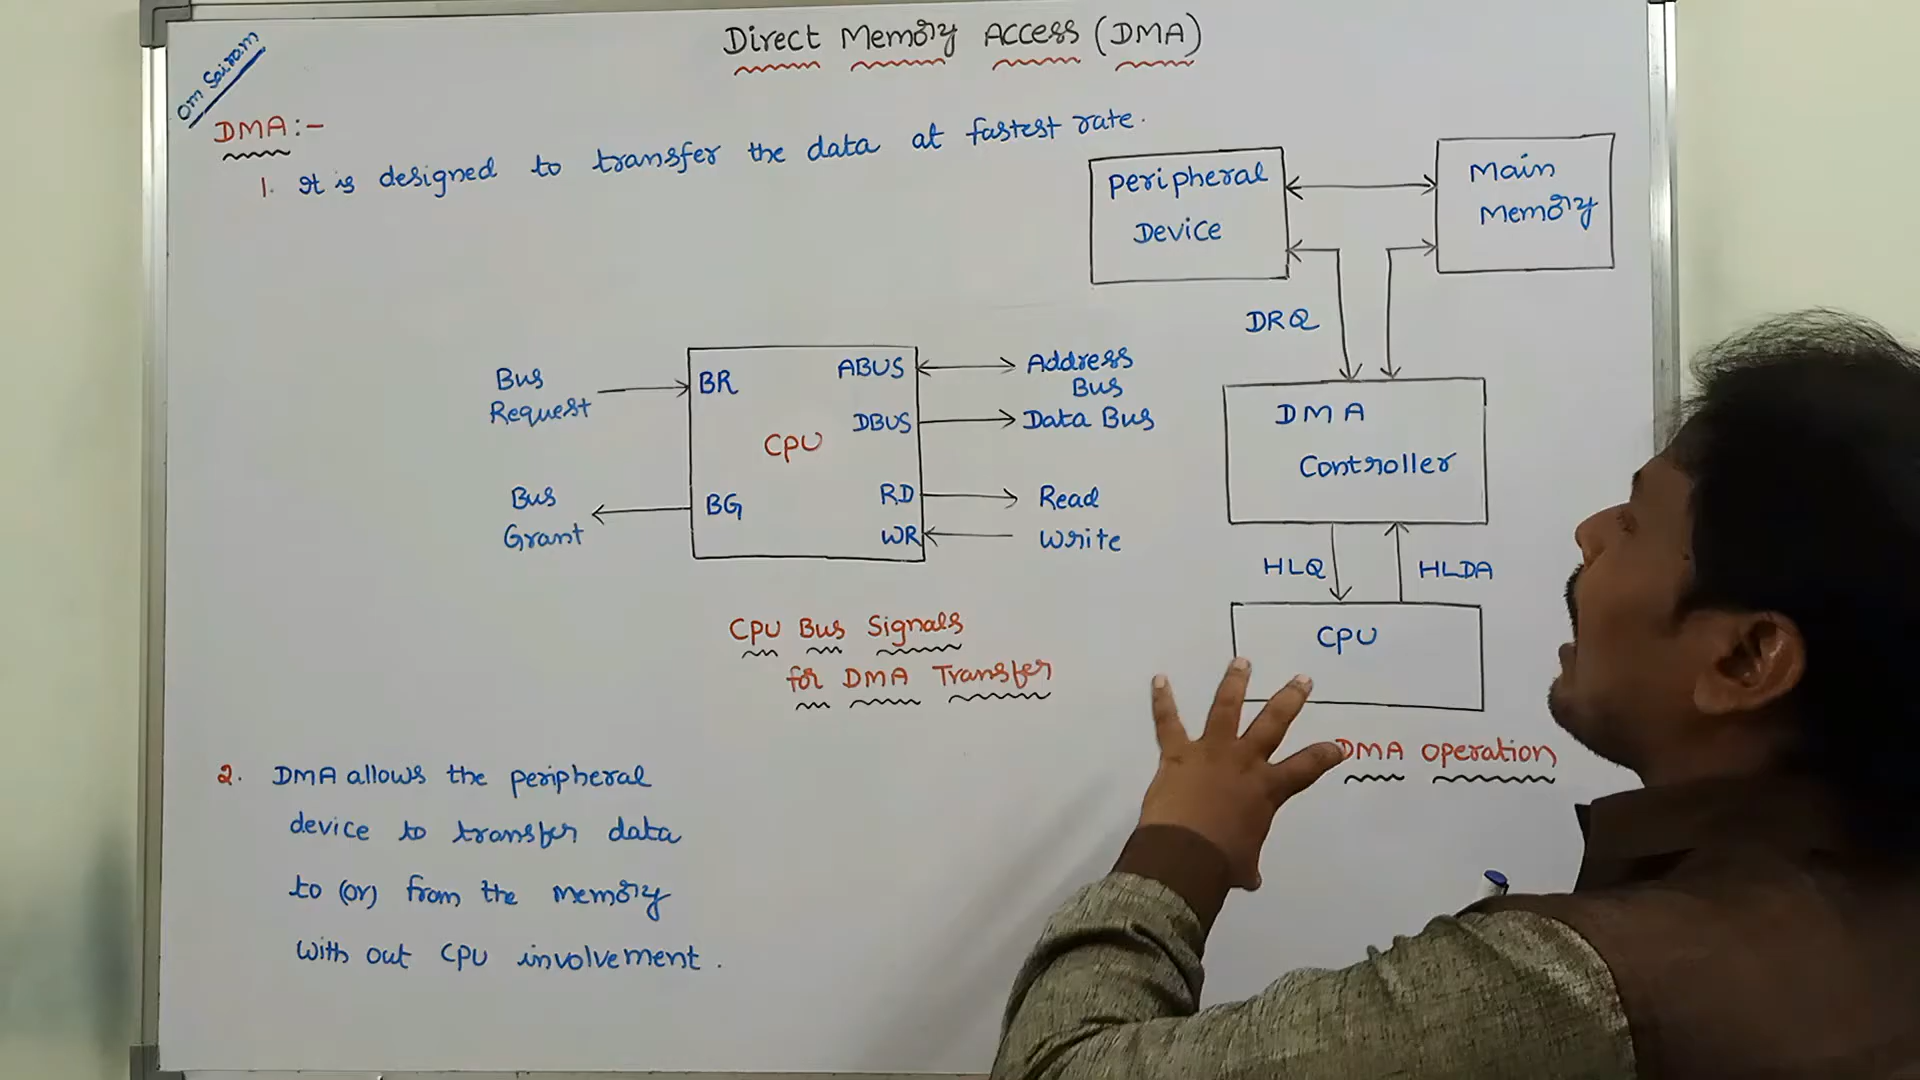 Direct Memory Access (DMA)
Om Sairam
DMA:-
1. It is designed to transfer the data at fastest rate.
Peripheral
Device
Main
Memory
DRQ
DMA
Controller
HLQ
HLDA
CPU
DMA Operation
Bus
Request
BR
ABUS
Address
Bus
DBUS
Data Bus
CPU
Bus
Grant
BG
RD
Read
WR
Write
CPU Bus Signals
for DMA Transfer
2. DMA allows the peripheral
device to transfer data
to (or) from the memory
with out CPU involvement.